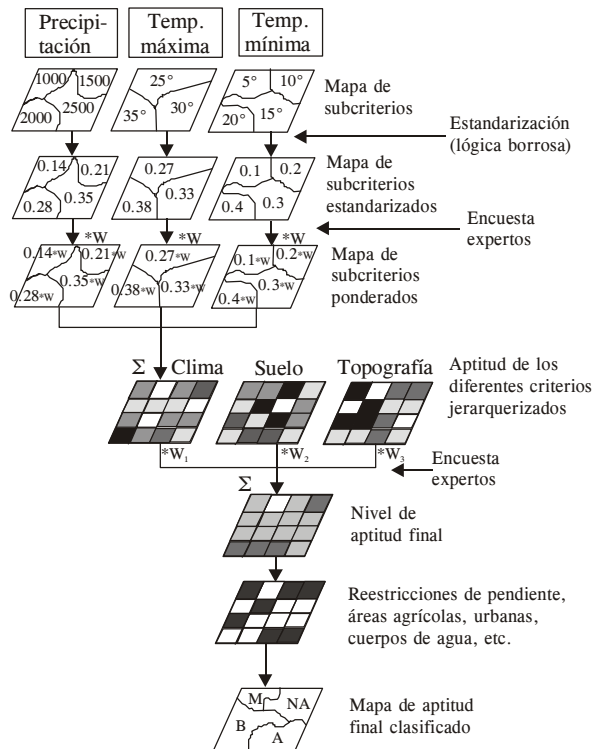 Precipi-
tación
Temp.
máxima
Temp.
mínima
1000
1500
2000
2500
25°
35°
30°
5°
10°
20°
15°
Mapa de
subcriterios
Estandarización
(lógica borrosa)
0.14
0.21
0.28
0.35
0.27
0.38
0.33
0.1
0.2
0.4
0.3
Mapa de
subcriterios
estandarizados
Encuesta
expertos
*W
*W
*W
0.14*W
0.21*W
0.28*W
0.35*W
0.27*W
0.38*W
0.33*W
0.1*W
0.2*W
0.4*W
0.3*W
Mapa de
subcriterios
ponderados
Σ Clima
Suelo
Topografía
Aptitud de los
diferentes criterios
jerarquerizados
*W1
*W2
*W3
Encuesta
expertos
Σ
Nivel de
aptitud final
Reestricciones de pendiente,
áreas agrícolas, urbanas,
cuerpos de agua, etc.
M
NA
B
A
Mapa de aptitud
final clasificado